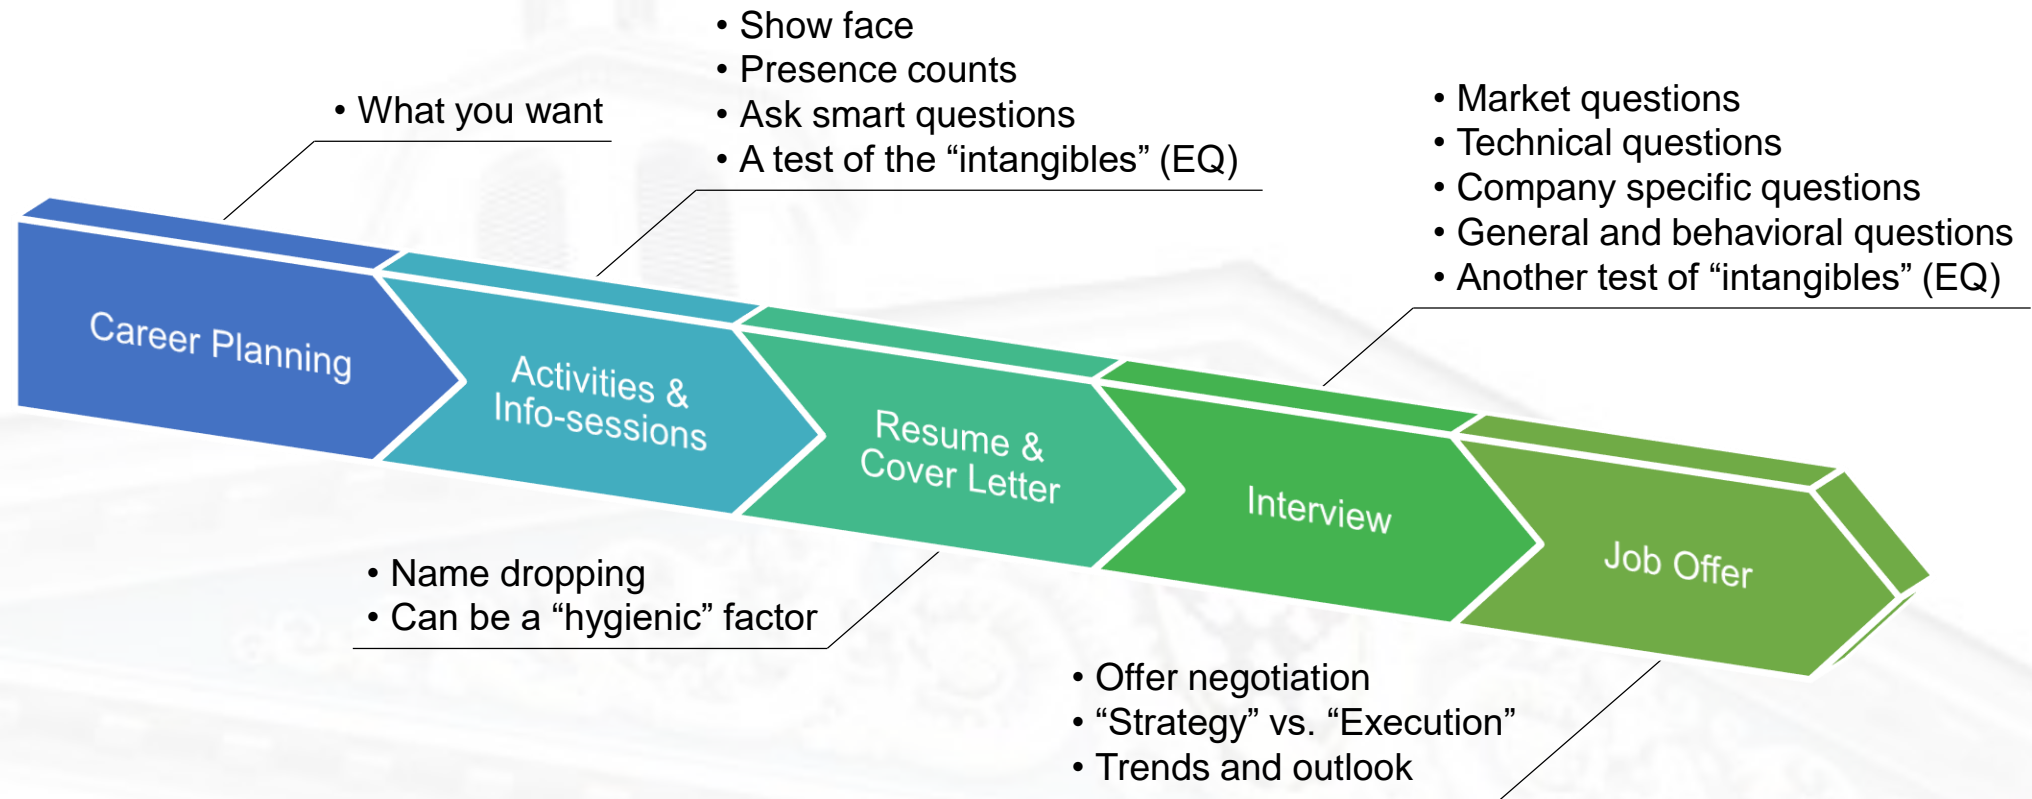 • Show face
• Presence counts
• Ask smart questions
• A test of the “intangibles” (EQ)
• What you want
• Market questions
• Technical questions
• Company specific questions
• General and behavioral questions
• Another test of “intangibles” (EQ)
Career Planning
Activities &
Info-sessions
Resume &
Cover Letter
Interview
Job Offer
• Name dropping
• Can be a “hygienic” factor
• Offer negotiation
• “Strategy” vs. “Execution”
• Trends and outlook